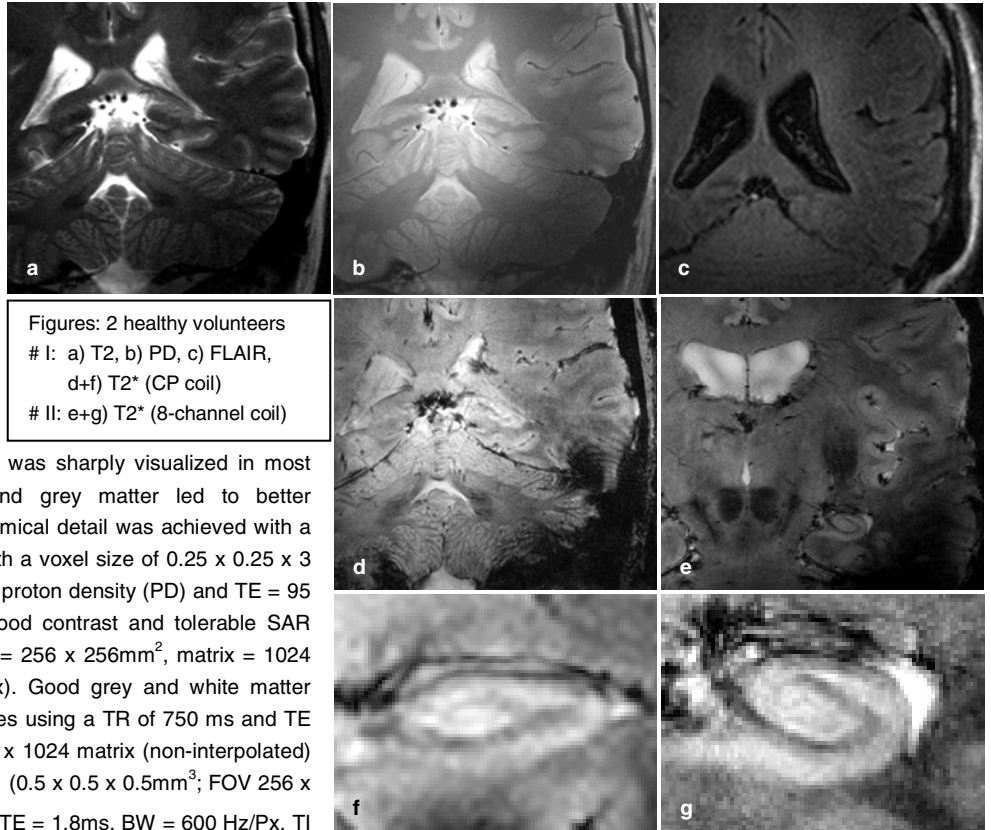 a
b
c
Figures: 2 healthy volunteers
# I: a) T2, b) PD, c) FLAIR,
d+f) T2* (CP coil)
# II: e+g) T2* (8-channel coil)
was sharply visualized in most
nd grey matter led to better
mical detail was achieved with a
th a voxel size of 0.25 x 0.25 x 3
proton density (PD) and TE = 95
ood contrast and tolerable SAR
= 256 x 256mm², matrix = 1024
x). Good grey and white matter
es using a TR of 750 ms and TE
x 1024 matrix (non-interpolated)
(0.5 x 0.5 x 0.5mm³; FOV 256 x
TE = 1.8ms, BW = 600 Hz/Px, TI
d
e
f
g